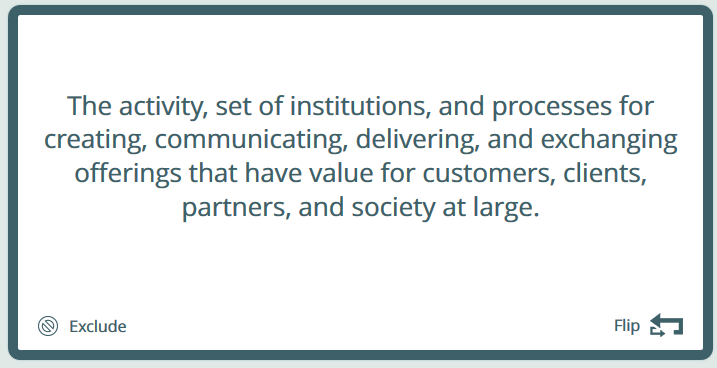 The activity, set of institutions, and processes for
creating, communicating, delivering, and exchanging
offerings that have value for customers, clients,
partners, and society at large.
Exclude
Flip